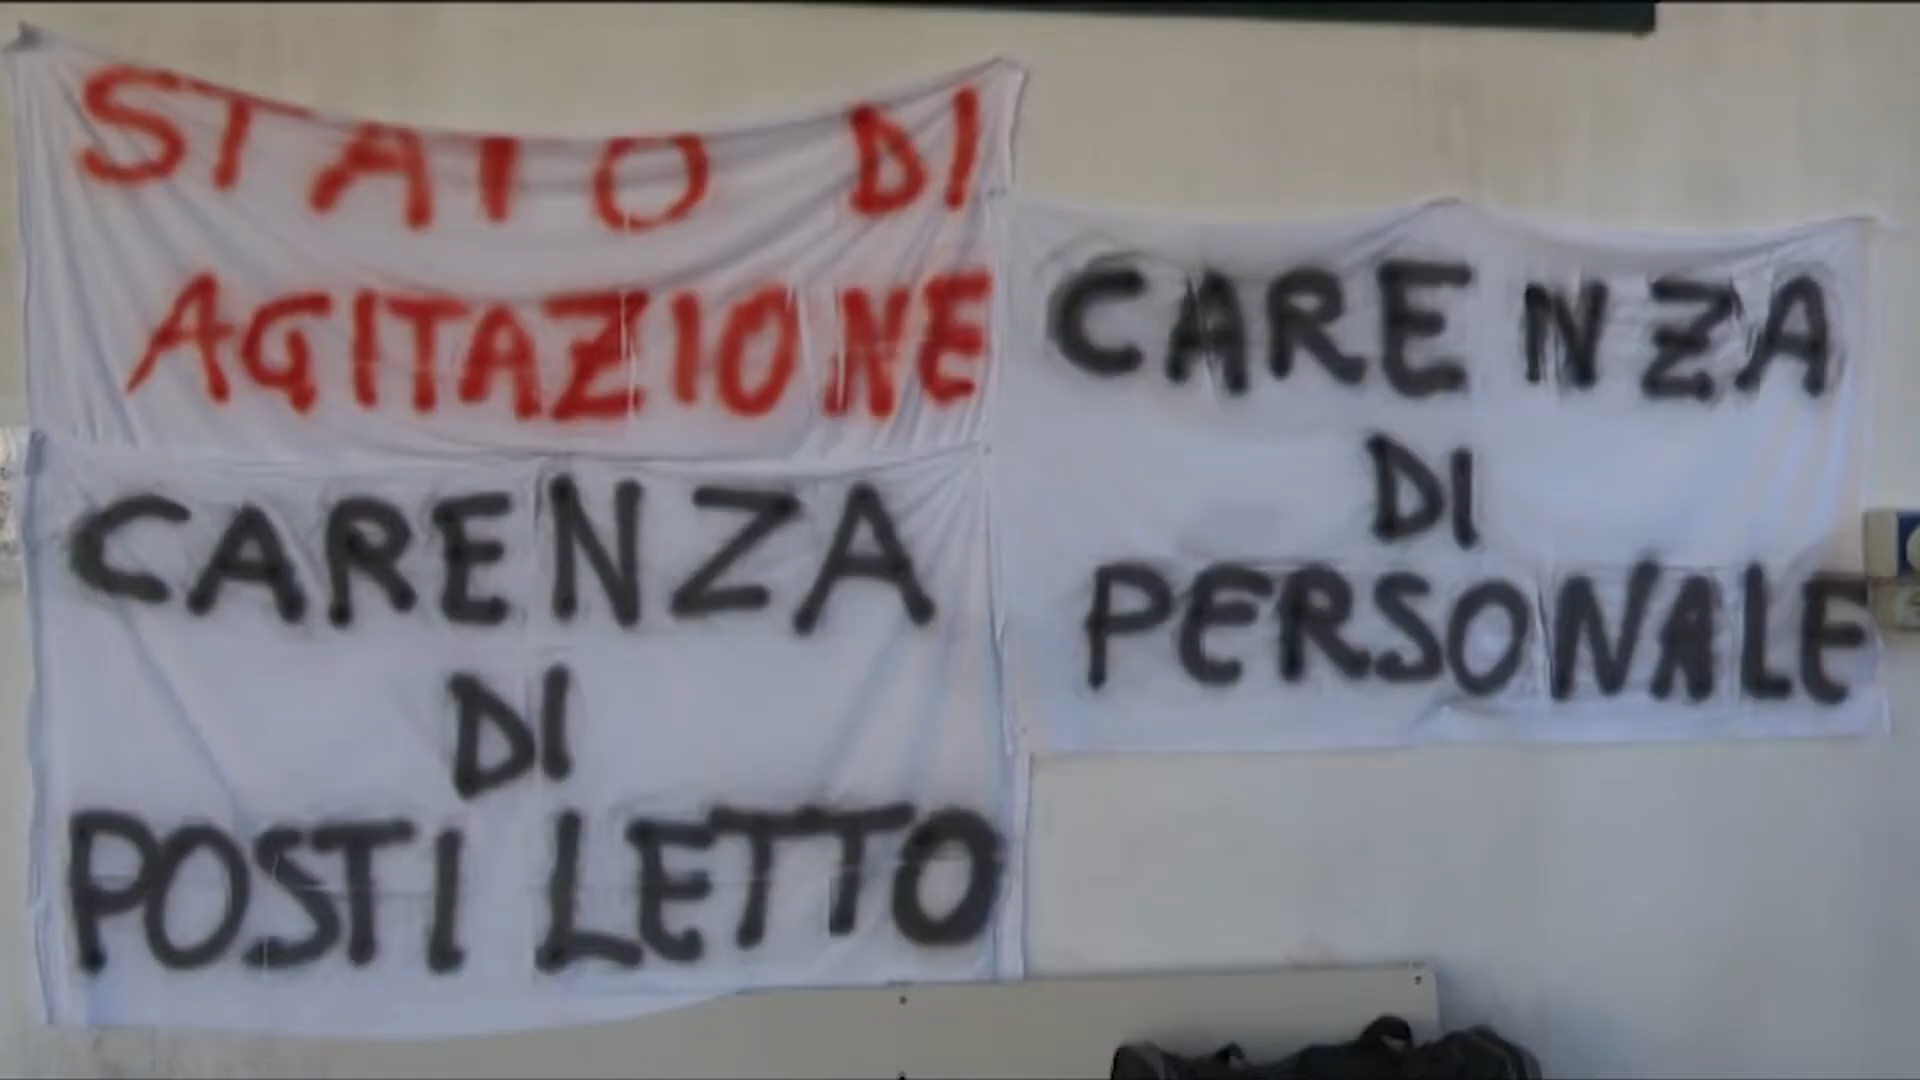 STATO DI
AGITAZIONE
CARENZA
DI
POSTI LETTO
CARENZA
DI
PERSONALE